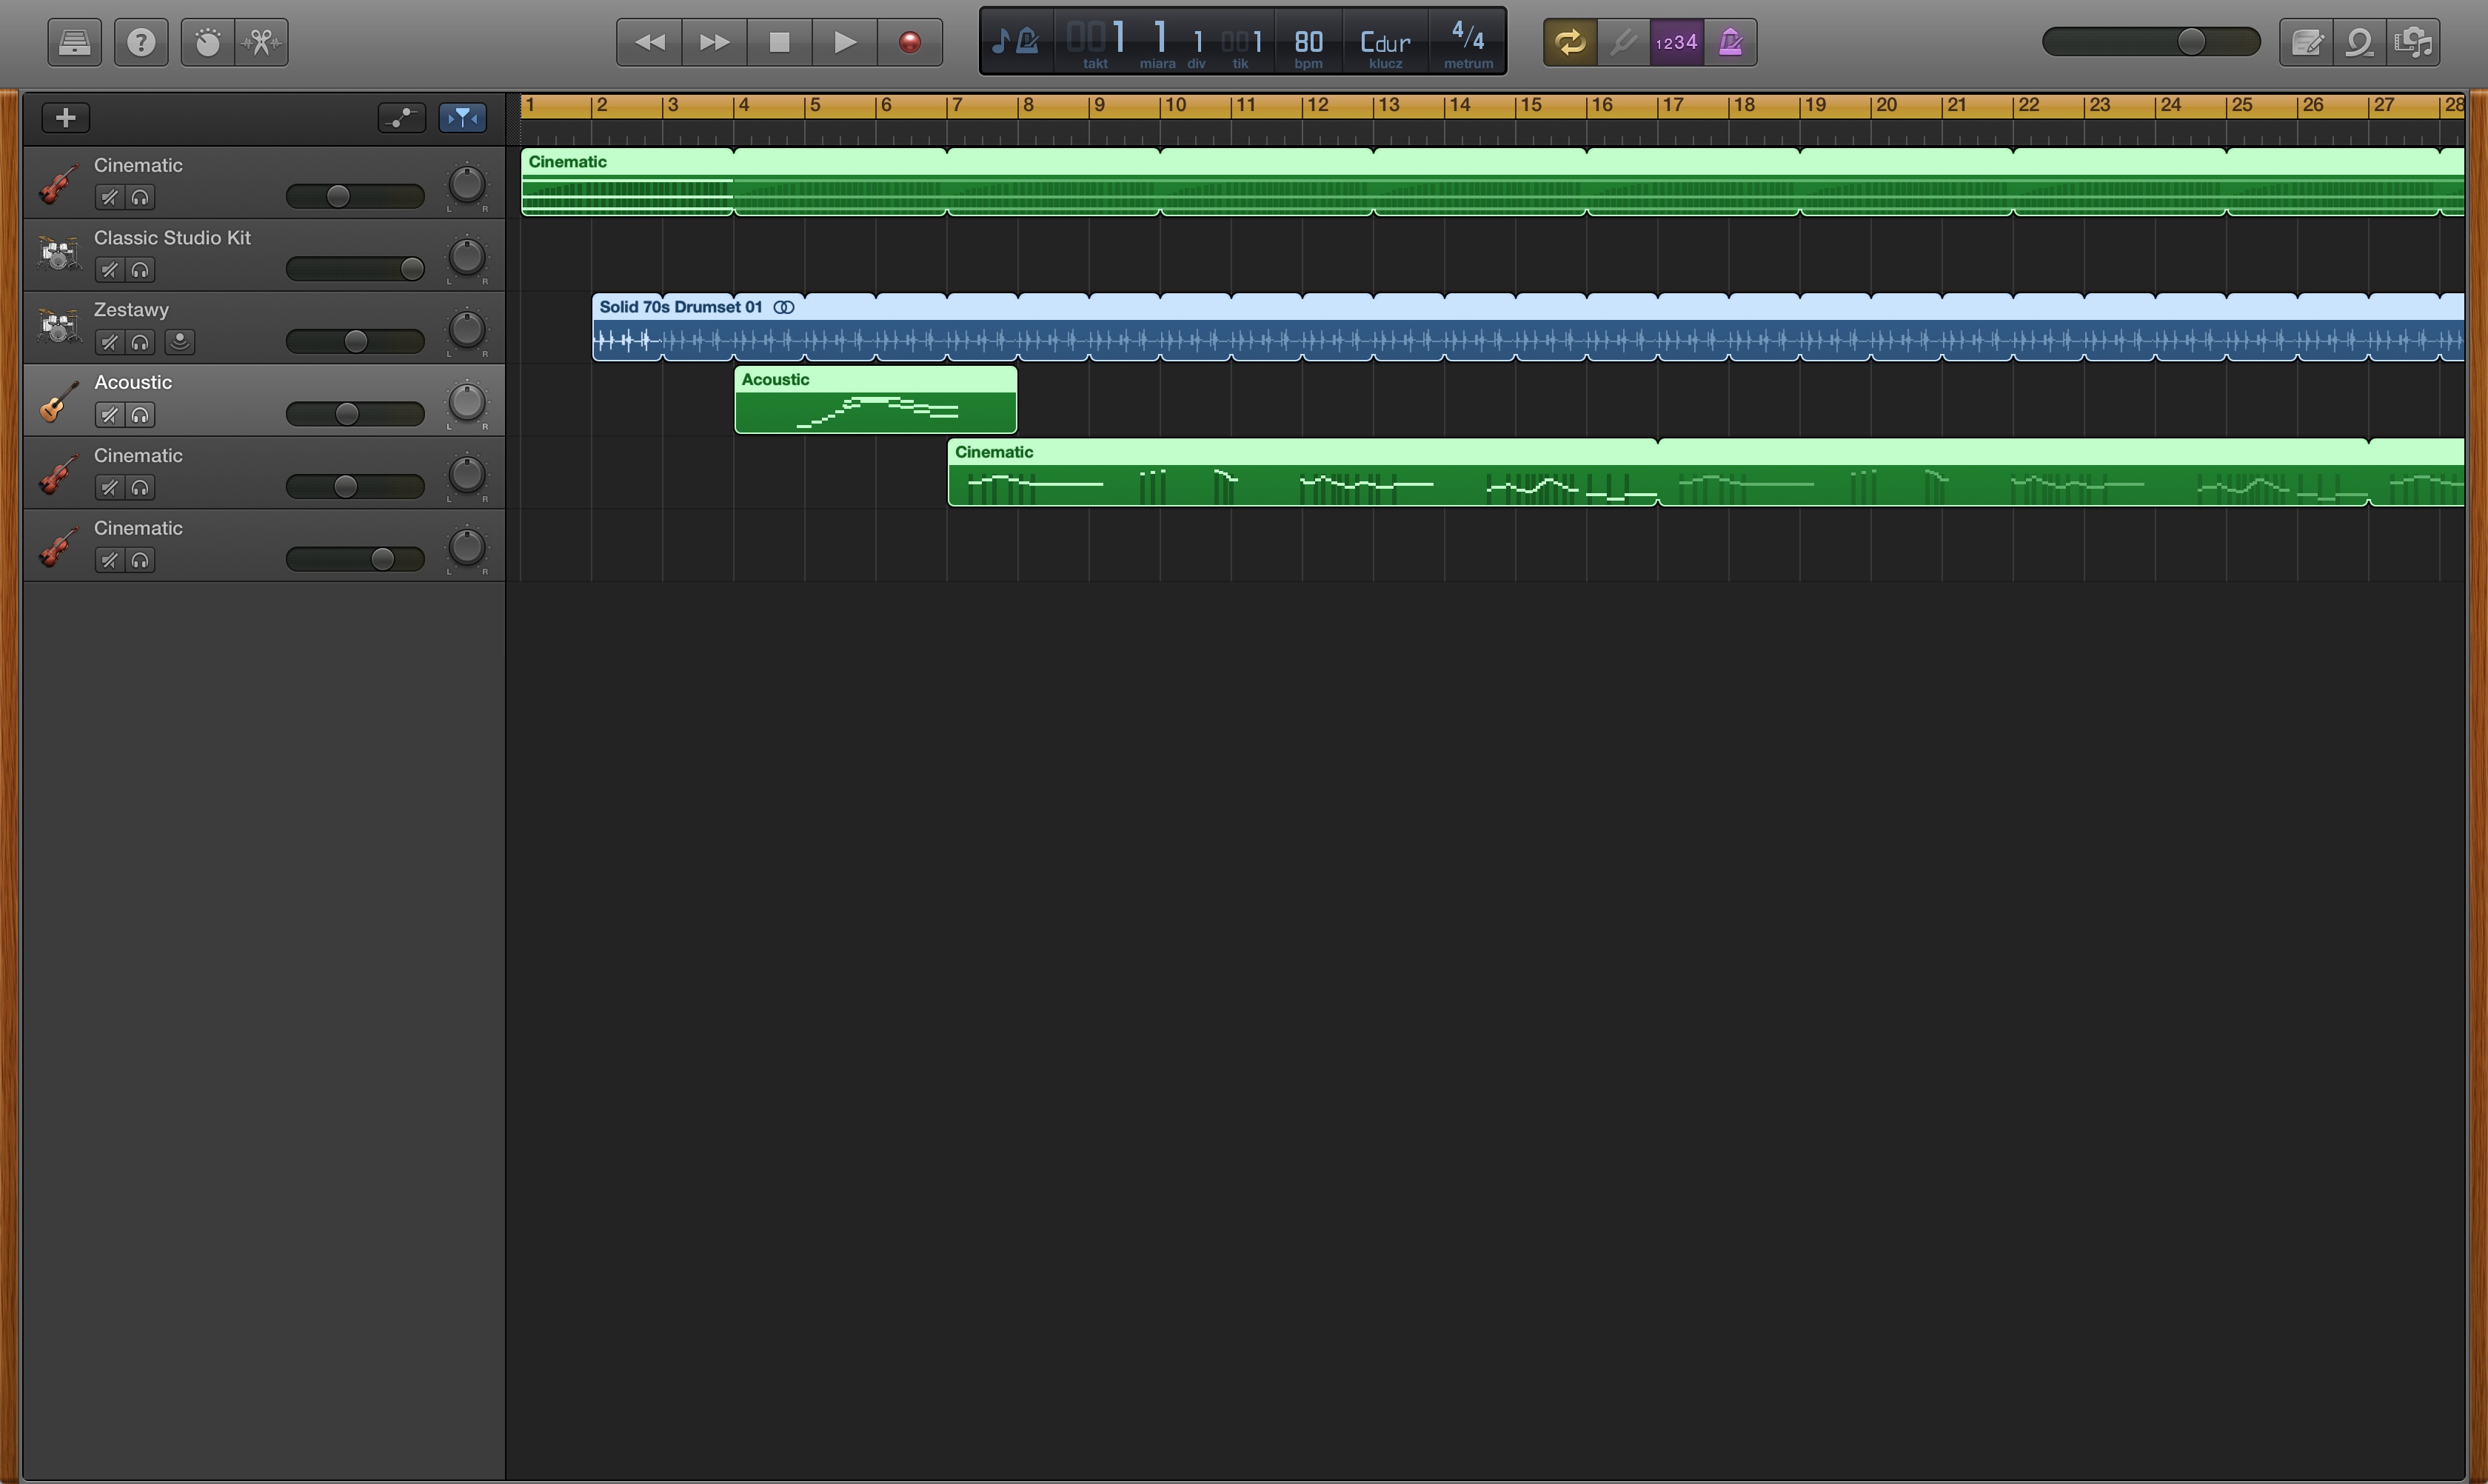 001 1 1 001 80 Cdur 4/4
takt miara div tik bpm klucz metrum
1234
1 2 3 4 5 6 7 8 9 10 11 12 13 14 15 16 17 18 19 20 21 22 23 24 25 26 27 28
Cinematic
L R
Cinematic
Classic Studio Kit
L R
Zestawy
L R
Solid 70s Drumset 01
Acoustic
L R
Acoustic
Cinematic
L R
Cinematic
Cinematic
L R